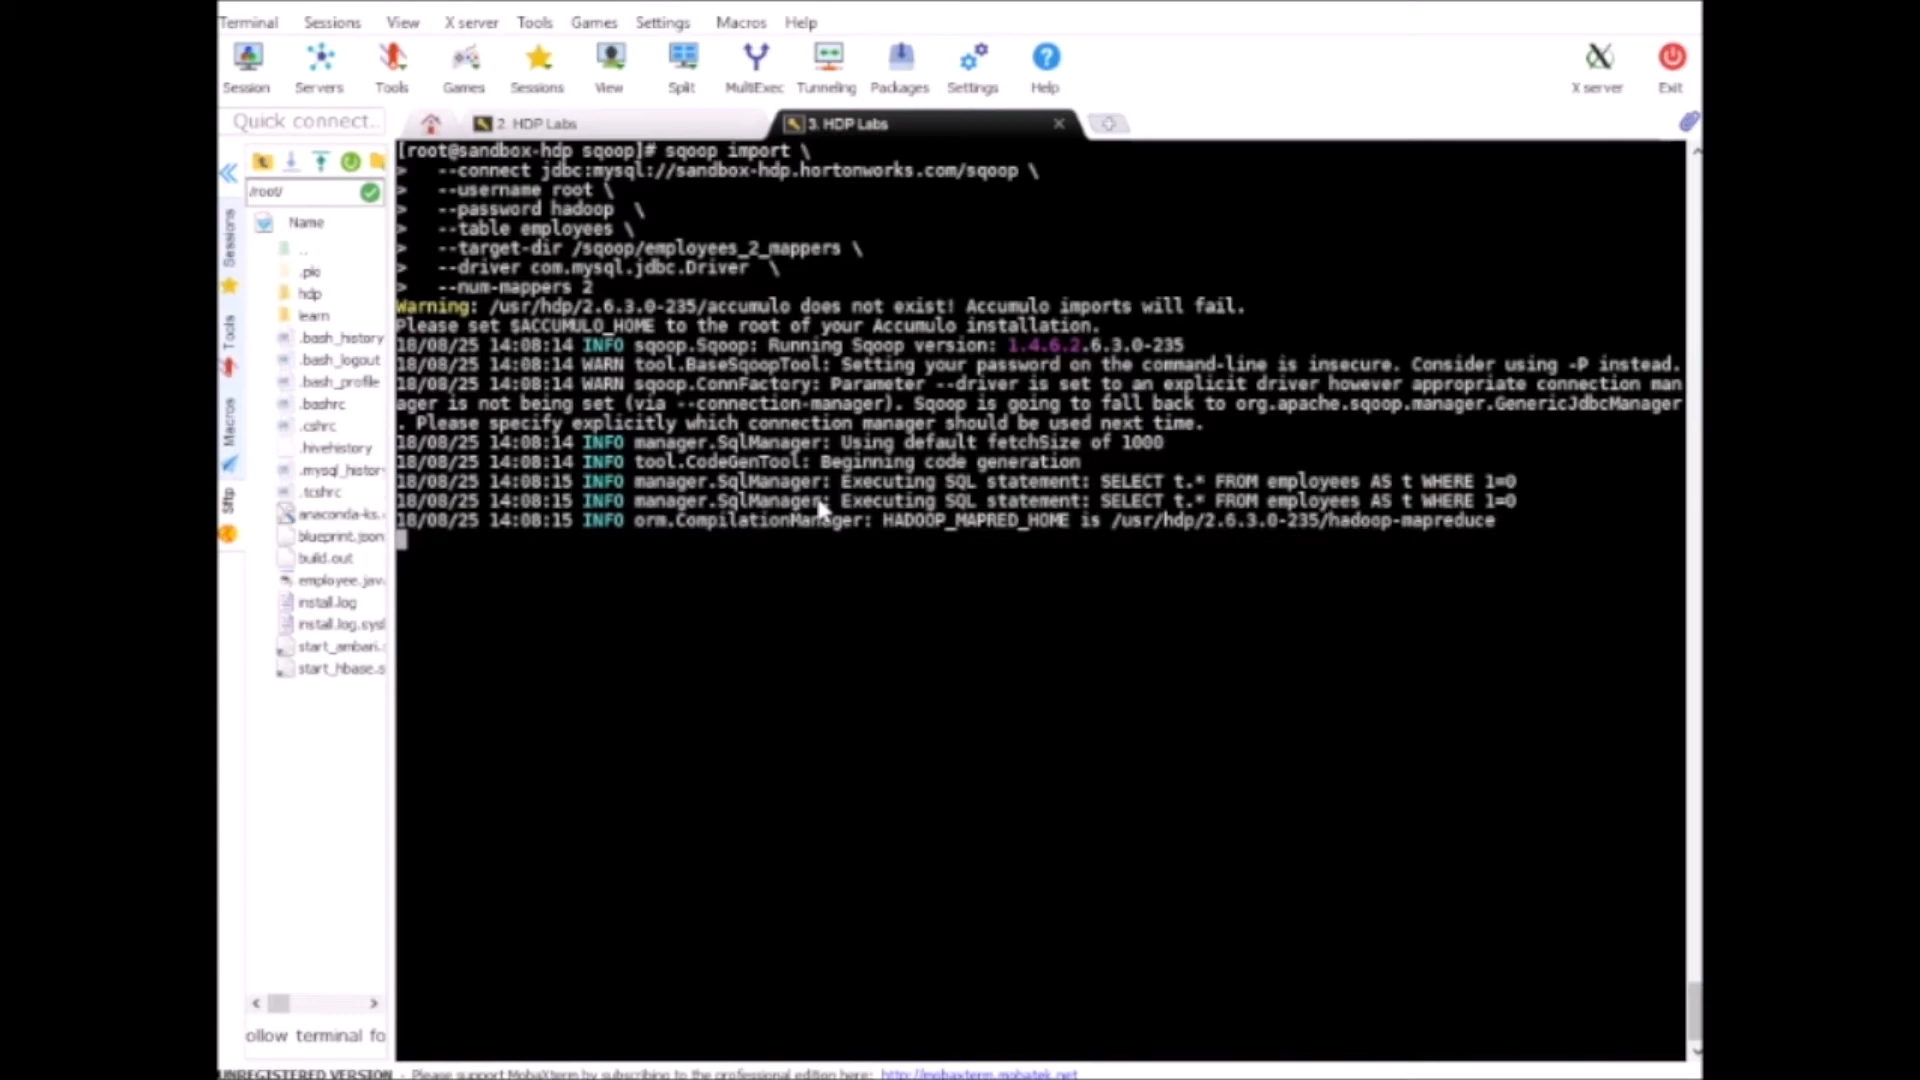 Terminal Sessions View X server Tools Games Settings Macros Help
Session Servers Tools Games Sessions View Split MultiExec Tunneling Packages Settings Help X server Exit
Quick connect..
2. HDP Labs
3. HDP Labs
/root/
Name
..
.pki
hdp
learn
.bash_history
.bash_logout
.bash_profile
.bashrc
.cshrc
.hivehistory
.mysql_histor
.tcshrc
anaconda-ks.
blueprint.json
build.out
employee.jav
install.log
install.log.sysl
start_ambari.s
start_hbase.s
ollow terminal fo
Sessions
Tools
Macros
Sftp
[root@sandbox-hdp sqoop]# sqoop import \
> --connect jdbc:mysql://sandbox-hdp.hortonworks.com/sqoop \
> --username root \
> --password hadoop \
> --table employees \
> --target-dir /sqoop/employees_2_mappers \
> --driver com.mysql.jdbc.Driver \
> --num-mappers 2
Warning: /usr/hdp/2.6.3.0-235/accumulo does not exist! Accumulo imports will fail.
Please set $ACCUMULO_HOME to the root of your Accumulo installation.
18/08/25 14:08:14 INFO sqoop.Sqoop: Running Sqoop version: 1.4.6.2.6.3.0-235
18/08/25 14:08:14 WARN tool.BaseSqoopTool: Setting your password on the command-line is insecure. Consider using -P instead.
18/08/25 14:08:14 WARN sqoop.ConnFactory: Parameter --driver is set to an explicit driver however appropriate connection man
ager is not being set (via --connection-manager). Sqoop is going to fall back to org.apache.sqoop.manager.GenericJdbcManager
. Please specify explicitly which connection manager should be used next time.
18/08/25 14:08:14 INFO manager.SqlManager: Using default fetchSize of 1000
18/08/25 14:08:14 INFO tool.CodeGenTool: Beginning code generation
18/08/25 14:08:15 INFO manager.SqlManager: Executing SQL statement: SELECT t.* FROM employees AS t WHERE 1=0
18/08/25 14:08:15 INFO manager.SqlManager: Executing SQL statement: SELECT t.* FROM employees AS t WHERE 1=0
18/08/25 14:08:15 INFO orm.CompilationManager: HADOOP_MAPRED_HOME is /usr/hdp/2.6.3.0-235/hadoop-mapreduce
UNREGISTERED VERSION - Please support MobaXterm by subscribing to the professional edition here: http://mobaxterm.mobatek.net